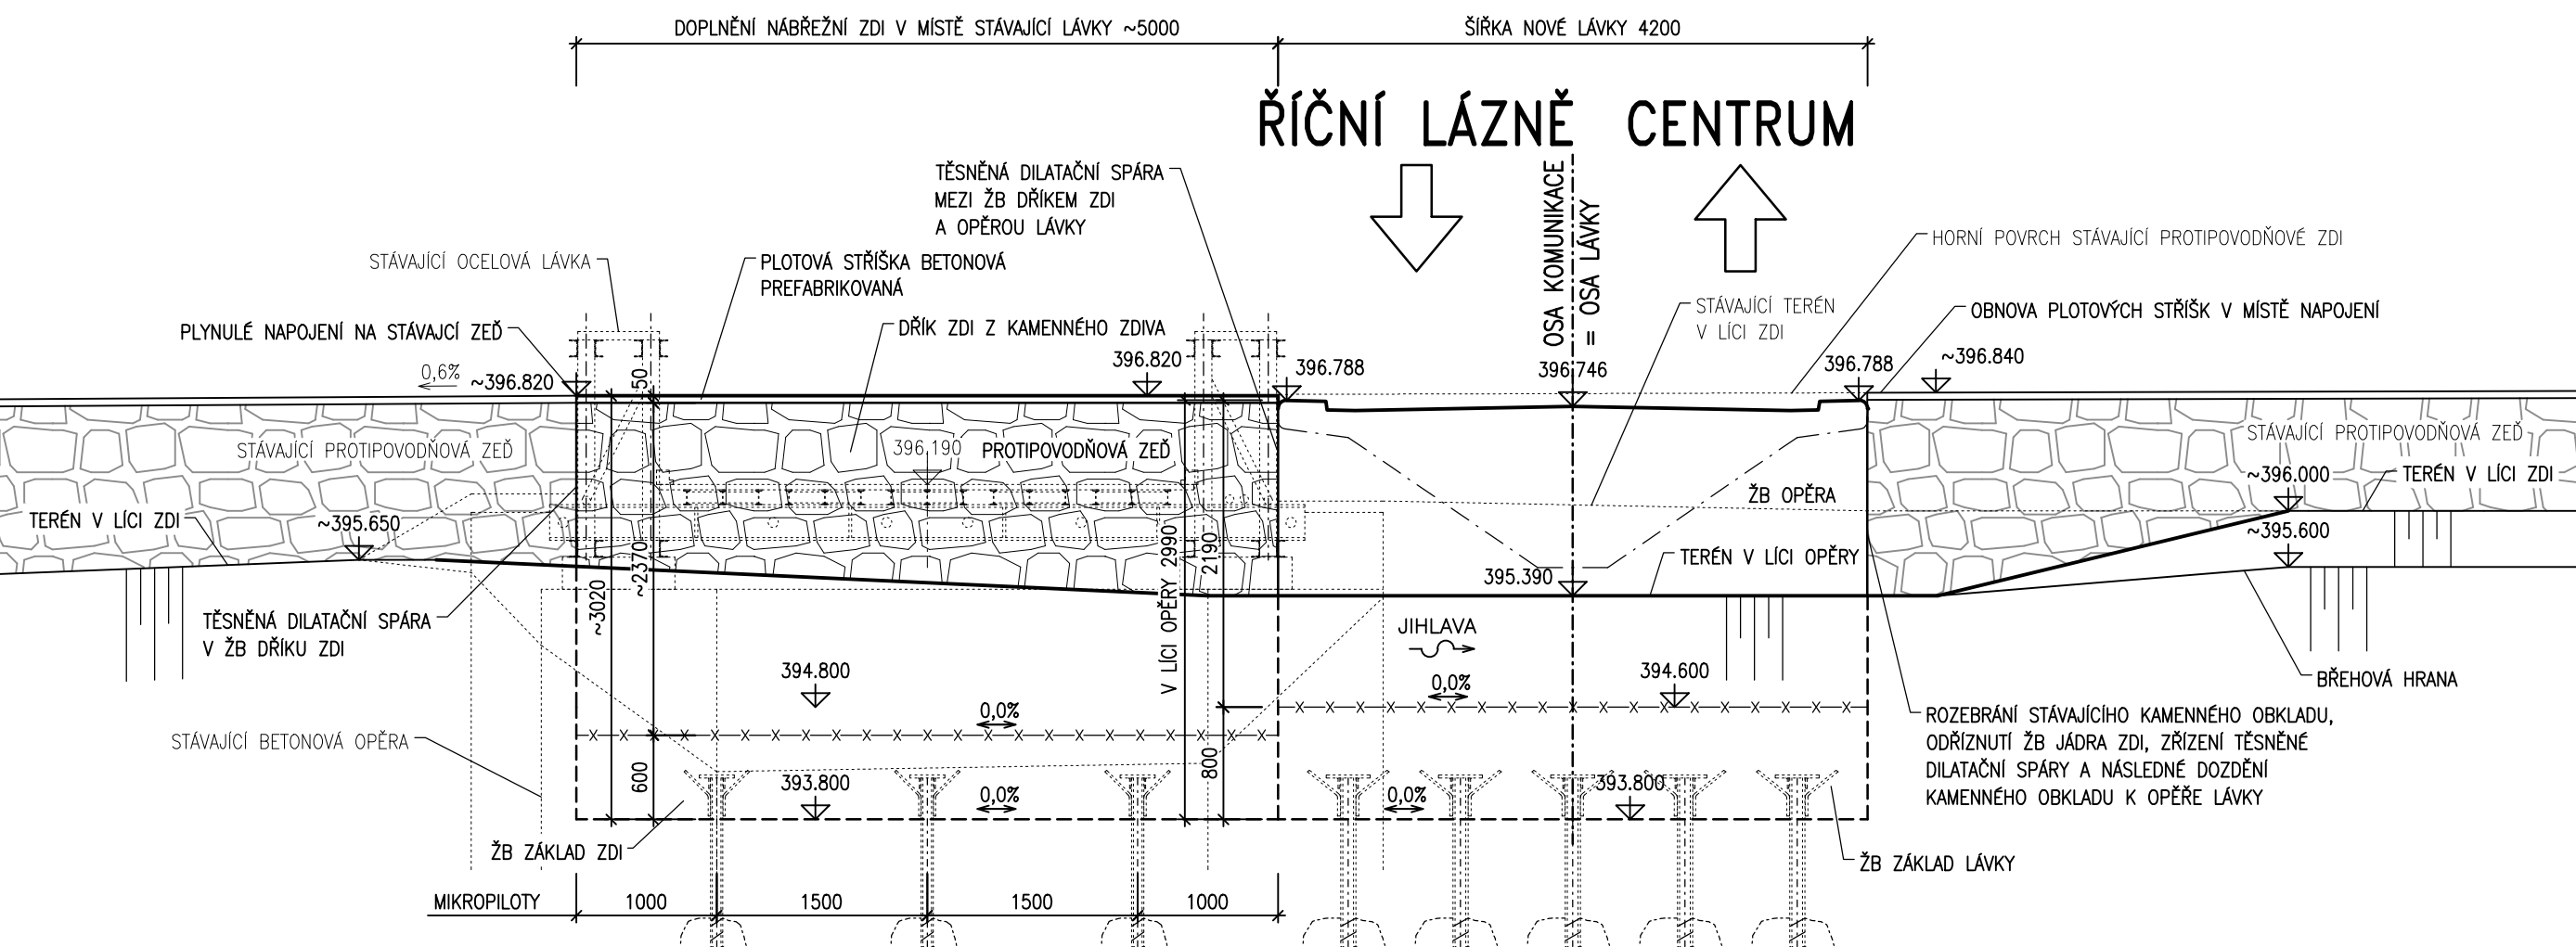 DOPLNĚNÍ NÁBŘEŽNÍ ZDI V MÍSTĚ STÁVAJÍCÍ LÁVKY ~5000
ŠÍŘKA NOVÉ LÁVKY 4200
ŘÍČNÍ LÁZNĚ
CENTRUM
TĚSNĚNÁ DILATAČNÍ SPÁRA
MEZI ŽB DŘÍKEM ZDI
A OPĚROU LÁVKY
OSA KOMUNIKACE
= OSA LÁVKY
HORNÍ POVRCH STÁVAJÍCÍ PROTIPOVODŇOVÉ ZDI
STÁVAJÍCÍ OCELOVÁ LÁVKA
PLOTOVÁ STŘÍŠKA BETONOVÁ
PREFABRIKOVANÁ
STÁVAJÍCÍ TERÉN
V LÍCI ZDI
OBNOVA PLOTOVÝCH STŘÍŠK V MÍSTĚ NAPOJENÍ
PLYNULÉ NAPOJENÍ NA STÁVAJCÍ ZEĎ
DŘÍK ZDI Z KAMENNÉHO ZDIVA
0,6%
~396.820
50
396.820
396.788
396.746
396.788
~396.840
STÁVAJÍCÍ PROTIPOVODŇOVÁ ZEĎ
396.190
PROTIPOVODŇOVÁ ZEĎ
STÁVAJÍCÍ PROTIPOVODŇOVÁ ZEĎ
~396.000
TERÉN V LÍCI ZDI
ŽB OPĚRA
TERÉN V LÍCI ZDI
~395.650
~395.600
~3020
~2370
V LÍCI OPĚRY 2990
2190
395.390
TERÉN V LÍCI OPĚRY
TĚSNĚNÁ DILATAČNÍ SPÁRA
V ŽB DŘÍKU ZDI
JIHLAVA
394.800
394.600
0,0%
0,0%
BŘEHOVÁ HRANA
STÁVAJÍCÍ BETONOVÁ OPĚRA
ROZEBRÁNÍ STÁVAJÍCÍHO KAMENNÉHO OBKLADU,
ODŘÍZNUTÍ ŽB JÁDRA ZDI, ZŘÍZENÍ TĚSNĚNÉ
DILATAČNÍ SPÁRY A NÁSLEDNÉ DOZDĚNÍ
KAMENNÉHO OBKLADU K OPĚŘE LÁVKY
600
393.800
0,0%
800
0,0%
393.800
ŽB ZÁKLAD ZDI
ŽB ZÁKLAD LÁVKY
MIKROPILOTY
1000
1500
1500
1000